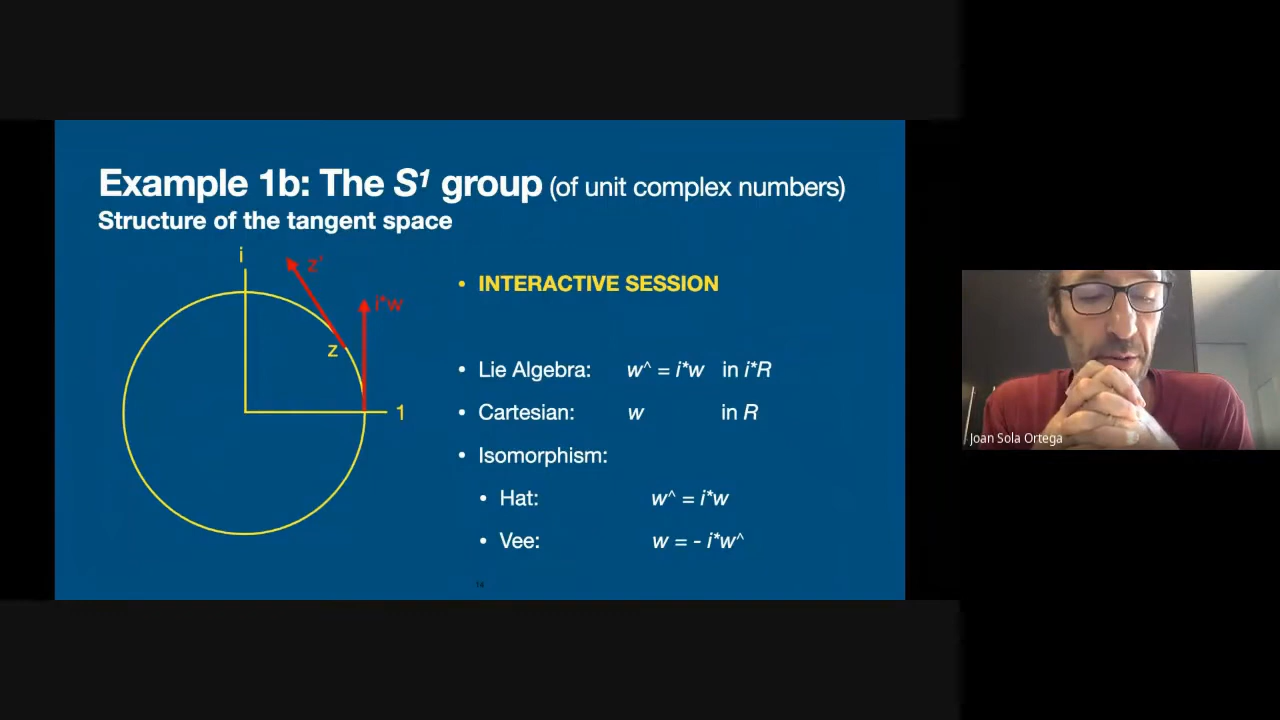 Example 1b: The S¹ group (of unit complex numbers)
Structure of the tangent space
i
z'
i*w
z
1
• INTERACTIVE SESSION
• Lie Algebra: w^ = i*w in i*R
• Cartesian: w in R
• Isomorphism:
• Hat: w^ = i*w
• Vee: w = - i*w^
14
Joan Sola Ortega